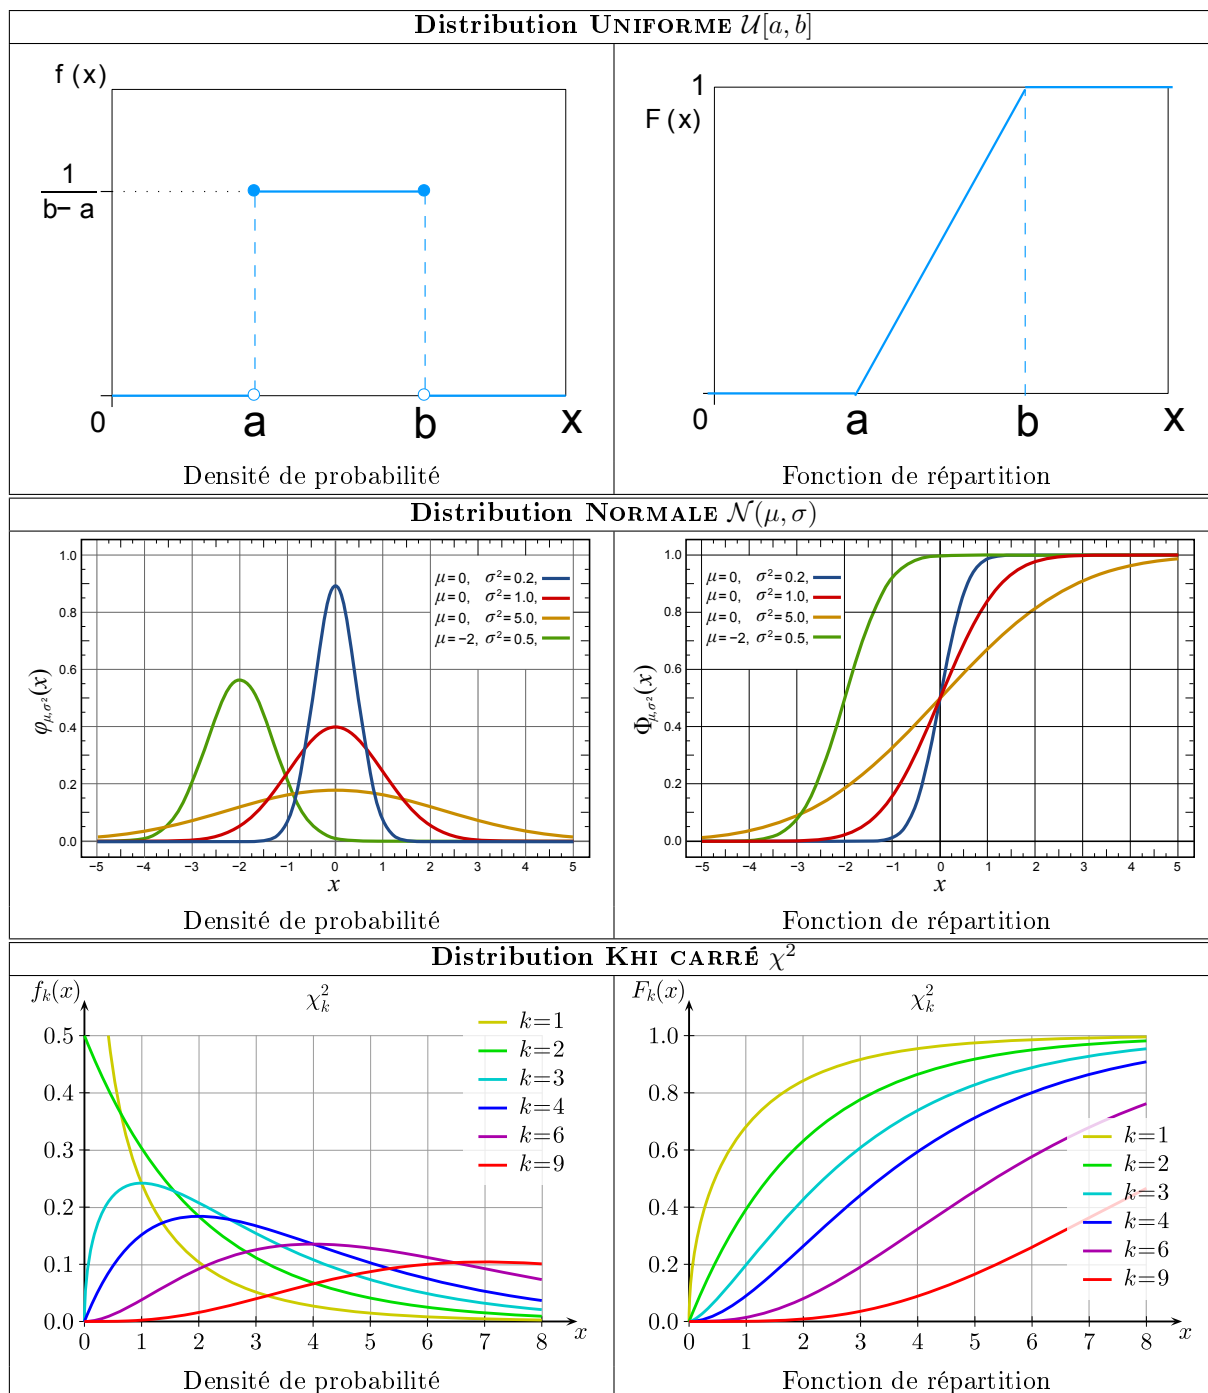 Distribution UNIFORME 𝒰[a, b]
f (x)
1
b− a
0
a
b
x
Densité de probabilité
1
F (x)
0
a
b
x
Fonction de répartition
Distribution NORMALE 𝒩(μ, σ)
φμ,σ²(x)
1.0
0.8
0.6
0.4
0.2
0.0
μ=0, σ²=0.2,
μ=0, σ²=1.0,
μ=0, σ²=5.0,
μ=−2, σ²=0.5,
−5 −4 −3 −2 −1 0 1 2 3 4 5
x
Densité de probabilité
Φμ,σ²(x)
1.0
0.8
0.6
0.4
0.2
0.0
μ=0, σ²=0.2,
μ=0, σ²=1.0,
μ=0, σ²=5.0,
μ=−2, σ²=0.5,
−5 −4 −3 −2 −1 0 1 2 3 4 5
x
Fonction de répartition
Distribution KHI CARRÉ χ²
fk(x)
χ²k
0.5
0.4
0.3
0.2
0.1
0.0
k=1
k=2
k=3
k=4
k=6
k=9
0 1 2 3 4 5 6 7 8 x
Densité de probabilité
Fk(x)
χ²k
1.0
0.8
0.6
0.4
0.2
0.0
k=1
k=2
k=3
k=4
k=6
k=9
0 1 2 3 4 5 6 7 8 x
Fonction de répartition